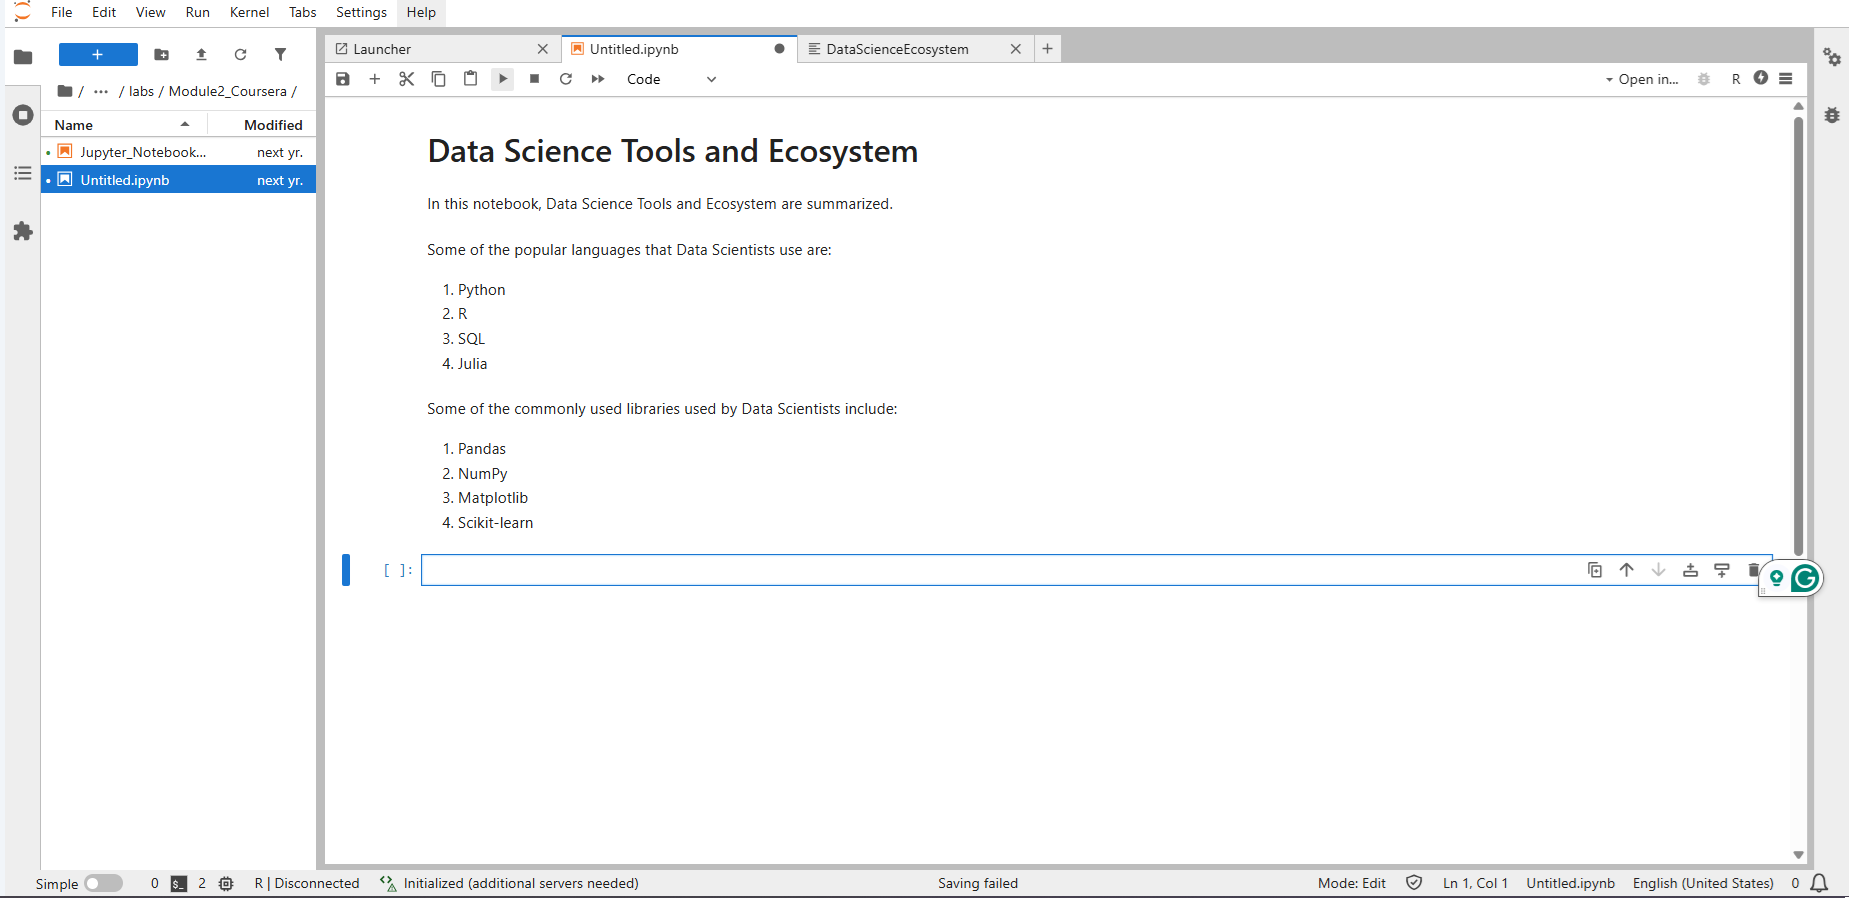 File Edit View Run Kernel Tabs Settings Help
Launcher
Untitled.ipynb
DataScienceEcosystem
+
Code
Open in...
R
/ ··· / labs / Module2_Coursera /
Name Modified
Jupyter_Notebook... next yr.
Untitled.ipynb next yr.
Data Science Tools and Ecosystem
In this notebook, Data Science Tools and Ecosystem are summarized.
Some of the popular languages that Data Scientists use are:
1. Python
2. R
3. SQL
4. Julia
Some of the commonly used libraries used by Data Scientists include:
1. Pandas
2. NumPy
3. Matplotlib
4. Scikit-learn
[ ]:
Simple 0 $_ 2 R | Disconnected Initialized (additional servers needed) Saving failed Mode: Edit Ln 1, Col 1 Untitled.ipynb English (United States) 0